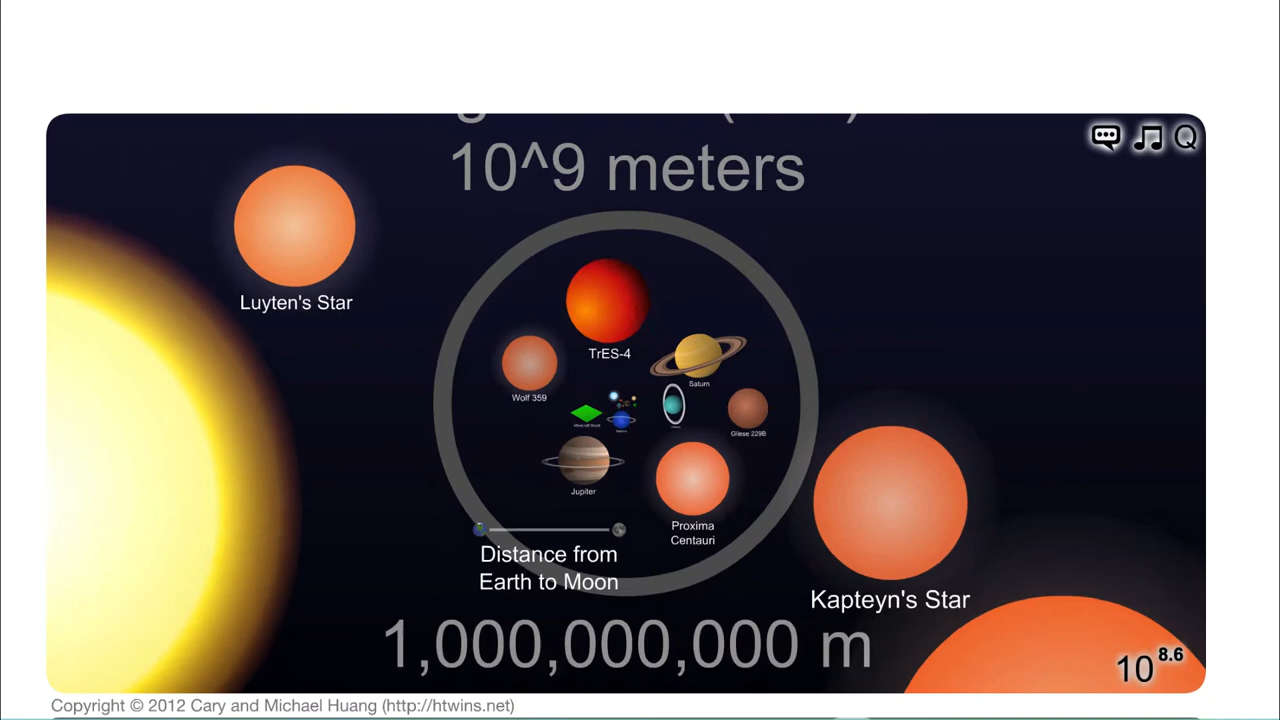 10^9 meters
Luyten's Star
TrES-4
Saturn
Wolf 359
Gliese 229B
Jupiter
Proxima
Centauri
Distance from
Earth to Moon
Kapteyn's Star
1,000,000,000 m
10^8.6
Copyright © 2012 Cary and Michael Huang (http://htwins.net)